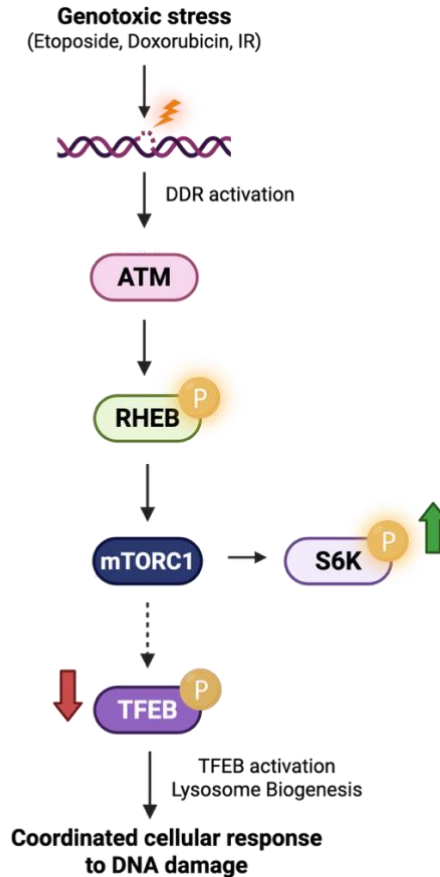 Genotoxic stress
(Etoposide, Doxorubicin, IR)
DDR activation
ATM
P
RHEB
mTORC1
P
S6K
P
TFEB
TFEB activation
Lysosome Biogenesis
Coordinated cellular response
to DNA damage